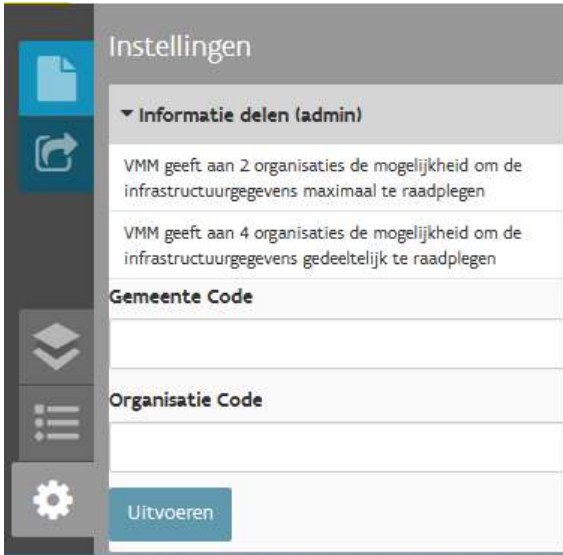 Instellingen
Informatie delen (admin)
VMM geeft aan 2 organisaties de mogelijkheid om de
infrastructuurgegevens maximaal te raadplegen
VMM geeft aan 4 organisaties de mogelijkheid om de
infrastructuurgegevens gedeeltelijk te raadplegen
Gemeente Code
Organisatie Code
Uitvoeren